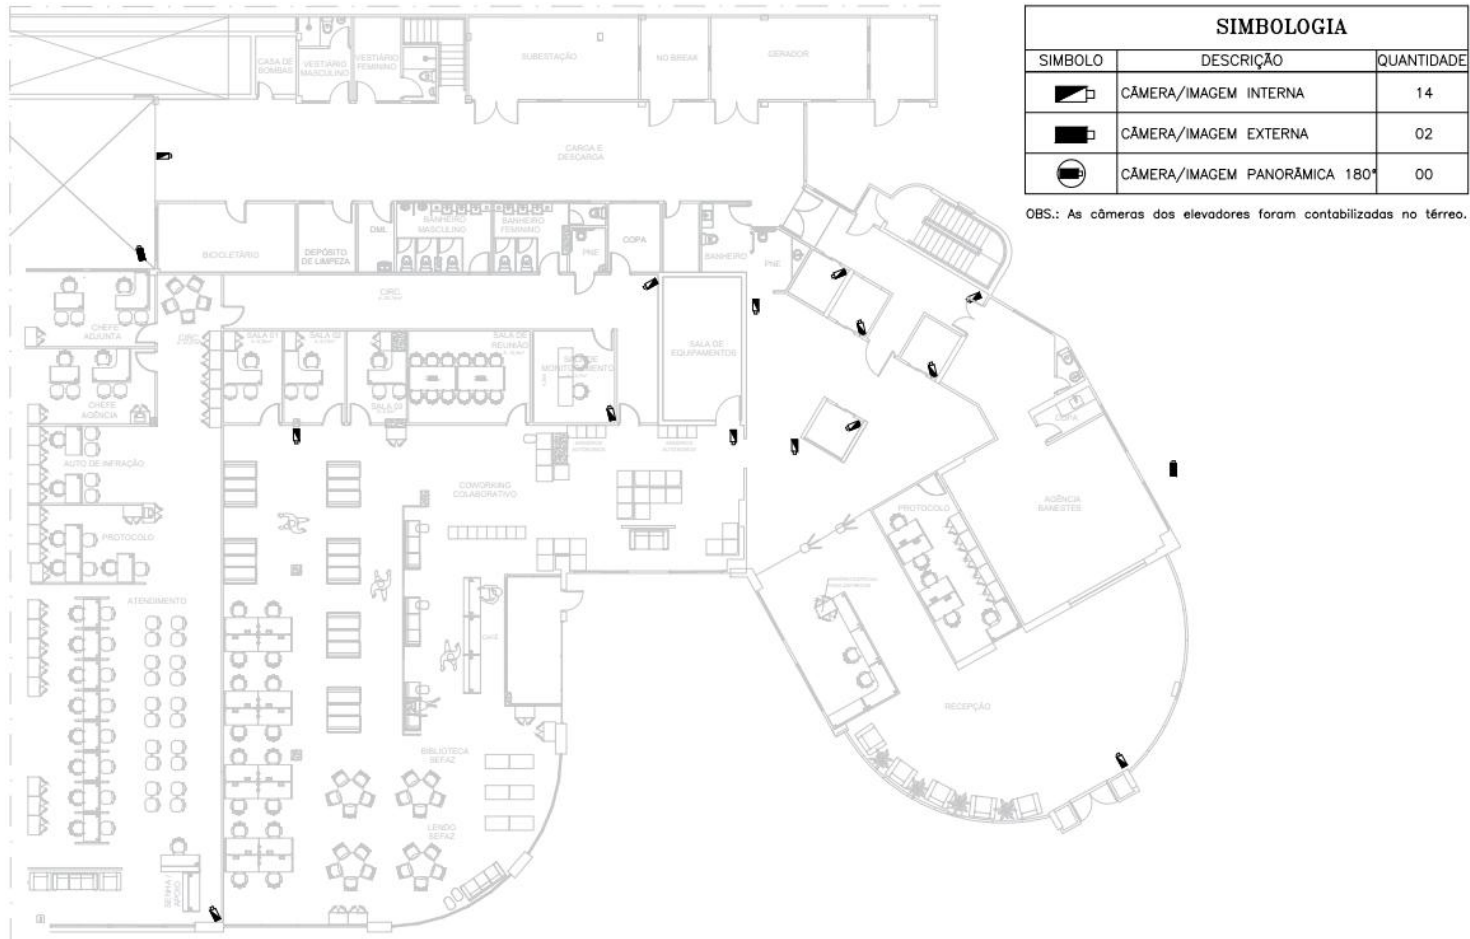 SIMBOLOGIA
SIMBOLO DESCRIÇÃO QUANTIDADE
CÂMERA/IMAGEM INTERNA 14
CÂMERA/IMAGEM EXTERNA 02
CÂMERA/IMAGEM PANORÂMICA 180° 00
OBS.: As câmeras dos elevadores foram contabilizadas no térreo.
CASA DE
BOMBAS
VESTIÁRIO
MASCULINO
VESTIÁRIO
FEMININO
SUBESTAÇÃO
NO BREAK
GERADOR
CARGA E
DESCARGA
BICICLETÁRIO
DEPÓSITO
DE LIMPEZA
DML
BANHEIRO
MASCULINO
BANHEIRO
FEMININO
PNE
COPA
BANHEIRO
PNE
CIRC.
CHEFE
ADJUNTA
CIRC.
SALA 01
SALA 02
SALA 03
SALA DE
REUNIÃO
SALA DE
MONITORAMENTO
SALA DE
EQUIPAMENTOS
CHEFE
AGÊNCIA
COPA
AUTO DE INFRAÇÃO
COWORKING
COLABORATIVO
PROTOCOLO
AGÊNCIA
BANESTES
PROTOCOLO
ATENDIMENTO
RECEPÇÃO
BIBLIOTECA
SEFAZ
LENDO
SEFAZ
SENHA /
APOIO